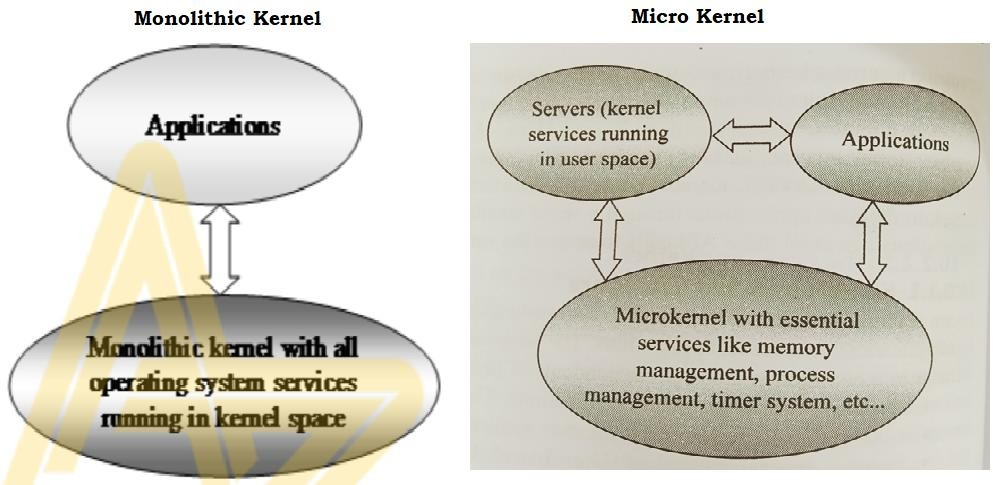 Monolithic Kernel
Applications
Monolithic kernel with all
operating system services
running in kernel space
Micro Kernel
Servers (kernel
services running
in user space)
Applications
Microkernel with essential
services like memory
management, process
management, timer system, etc...